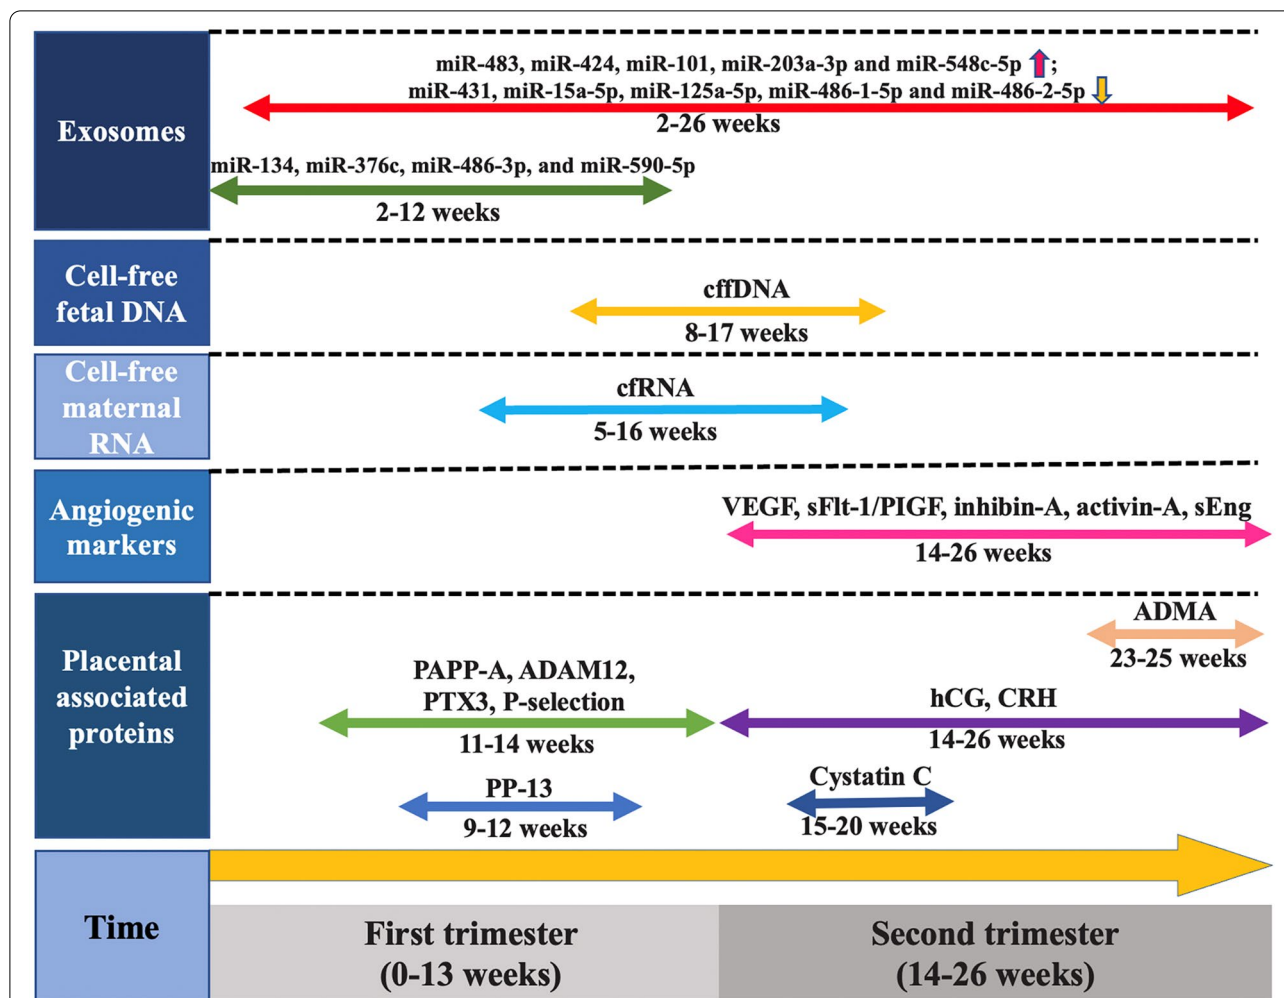 Exosomes
miR-483, miR-424, miR-101, miR-203a-3p and miR-548c-5p ;
miR-431, miR-15a-5p, miR-125a-5p, miR-486-1-5p and miR-486-2-5p
2-26 weeks
miR-134, miR-376c, miR-486-3p, and miR-590-5p
2-12 weeks
Cell-free
fetal DNA
cffDNA
8-17 weeks
Cell-free
maternal
RNA
cfRNA
5-16 weeks
Angiogenic
markers
VEGF, sFlt-1/PIGF, inhibin-A, activin-A, sEng
14-26 weeks
Placental
associated
proteins
ADMA
23-25 weeks
PAPP-A, ADAM12,
PTX3, P-selection
11-14 weeks
hCG, CRH
14-26 weeks
PP-13
9-12 weeks
Cystatin C
15-20 weeks
Time
First trimester
(0-13 weeks)
Second trimester
(14-26 weeks)